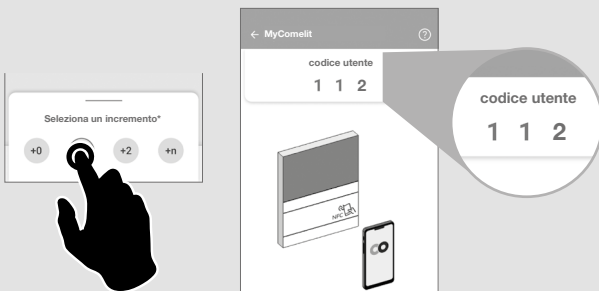 Seleziona un incremento*
+0 +2 +n
← MyComelit ?
codice utente
1 1 2
NFC
codice utente
1 1 2